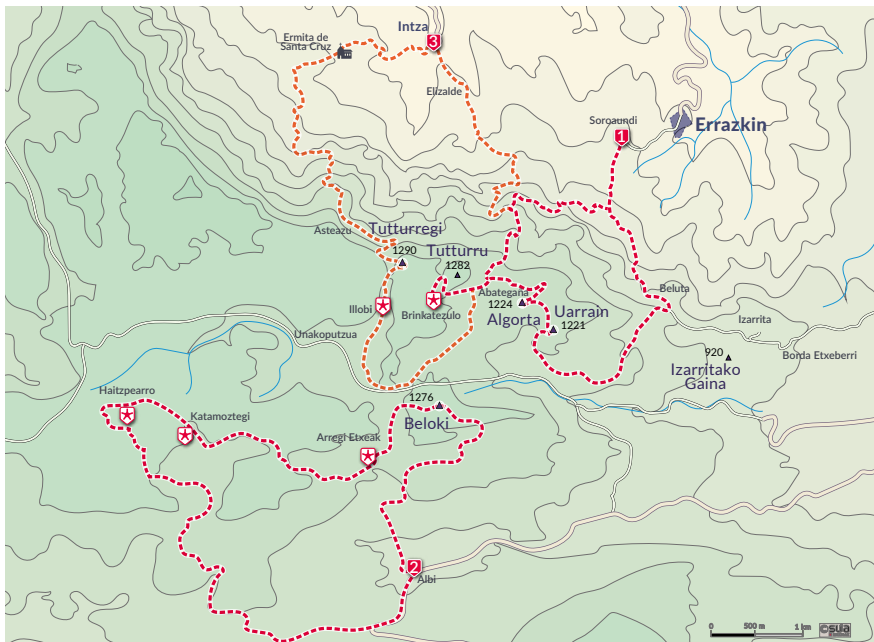 Intza
Ermita de
Santa Cruz
3
Elizalde
Soroaundi
1
Errazkin
Asteazu
Tutturregi
1290
Tutturru
1282
Abategana
1224
Algorta
Uarrain
1221
Beluta
Illobi
Brinkatezulo
Unakoputzua
Izarrita
920
Borda Etxeberri
Izarritako
Gaina
Haitzpearro
Katamoztegi
1276
Beloki
Arregi Etxeak
2
Albi
0 500 m 1 km
©sua